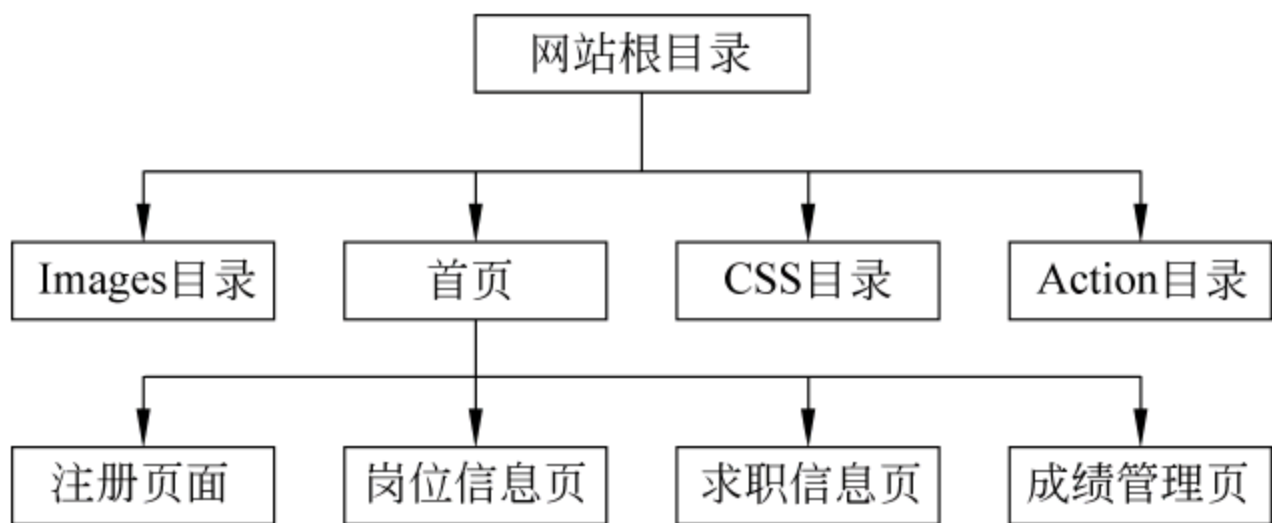 网站根目录
Images目录
首页
CSS目录
Action目录
注册页面
岗位信息页
求职信息页
成绩管理页